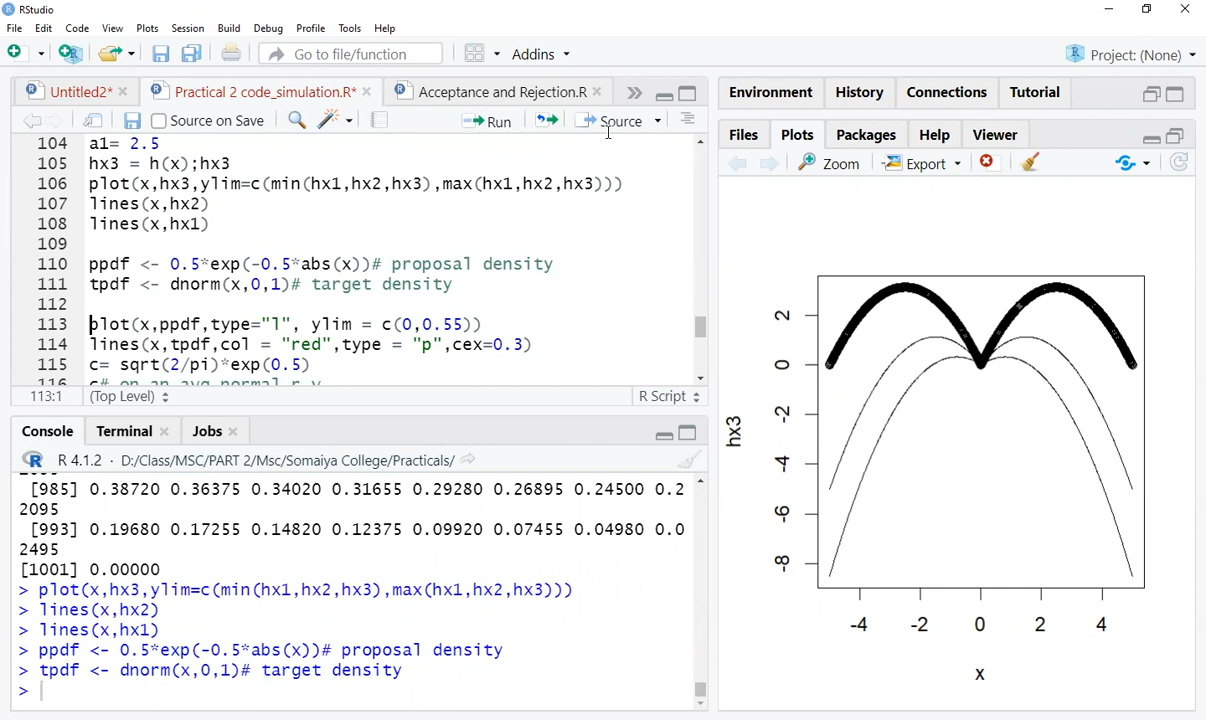 RStudio
File Edit Code View Plots Session Build Debug Profile Tools Help
Go to file/function Addins Project: (None)
Untitled2* Practical 2 code_simulation.R* Acceptance and Rejection.R
Source on Save Run Source
104 a1= 2.5
105 hx3 = h(x);hx3
106 plot(x,hx3,ylim=c(min(hx1,hx2,hx3),max(hx1,hx2,hx3)))
107 lines(x,hx2)
108 lines(x,hx1)
109
110 ppdf <- 0.5*exp(-0.5*abs(x))# proposal density
111 tpdf <- dnorm(x,0,1)# target density
112
113 plot(x,ppdf,type="l", ylim = c(0,0.55))
114 lines(x,tpdf,col = "red",type = "p",cex=0.3)
115 c= sqrt(2/pi)*exp(0.5)
116 c# on an avg normal r.v
113:1 (Top Level) R Script
Console Terminal Jobs
R 4.1.2 · D:/Class/MSC/PART 2/Msc/Somaiya College/Practicals/
[985] 0.38720 0.36375 0.34020 0.31655 0.29280 0.26895 0.24500 0.2
2095
[993] 0.19680 0.17255 0.14820 0.12375 0.09920 0.07455 0.04980 0.0
2495
[1001] 0.00000
> plot(x,hx3,ylim=c(min(hx1,hx2,hx3),max(hx1,hx2,hx3)))
> lines(x,hx2)
> lines(x,hx1)
> ppdf <- 0.5*exp(-0.5*abs(x))# proposal density
> tpdf <- dnorm(x,0,1)# target density
>
Environment History Connections Tutorial
Files Plots Packages Help Viewer
Zoom Export
2
0
-2
-4
-6
-8
hx3
-4 -2 0 2 4
x